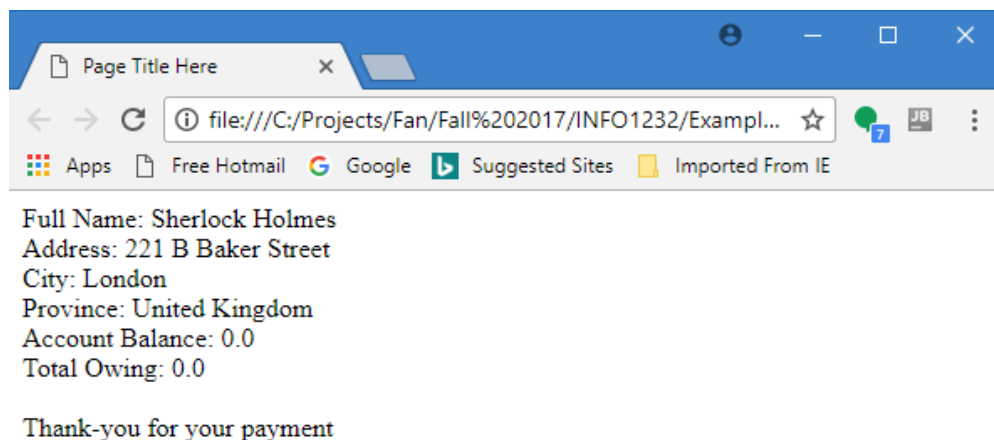 Page Title Here
file:///C:/Projects/Fan/Fall%202017/INFO1232/Exampl...
7
JB
Apps Free Hotmail G Google Suggested Sites Imported From IE
Full Name: Sherlock Holmes
Address: 221 B Baker Street
City: London
Province: United Kingdom
Account Balance: 0.0
Total Owing: 0.0
Thank-you for your payment